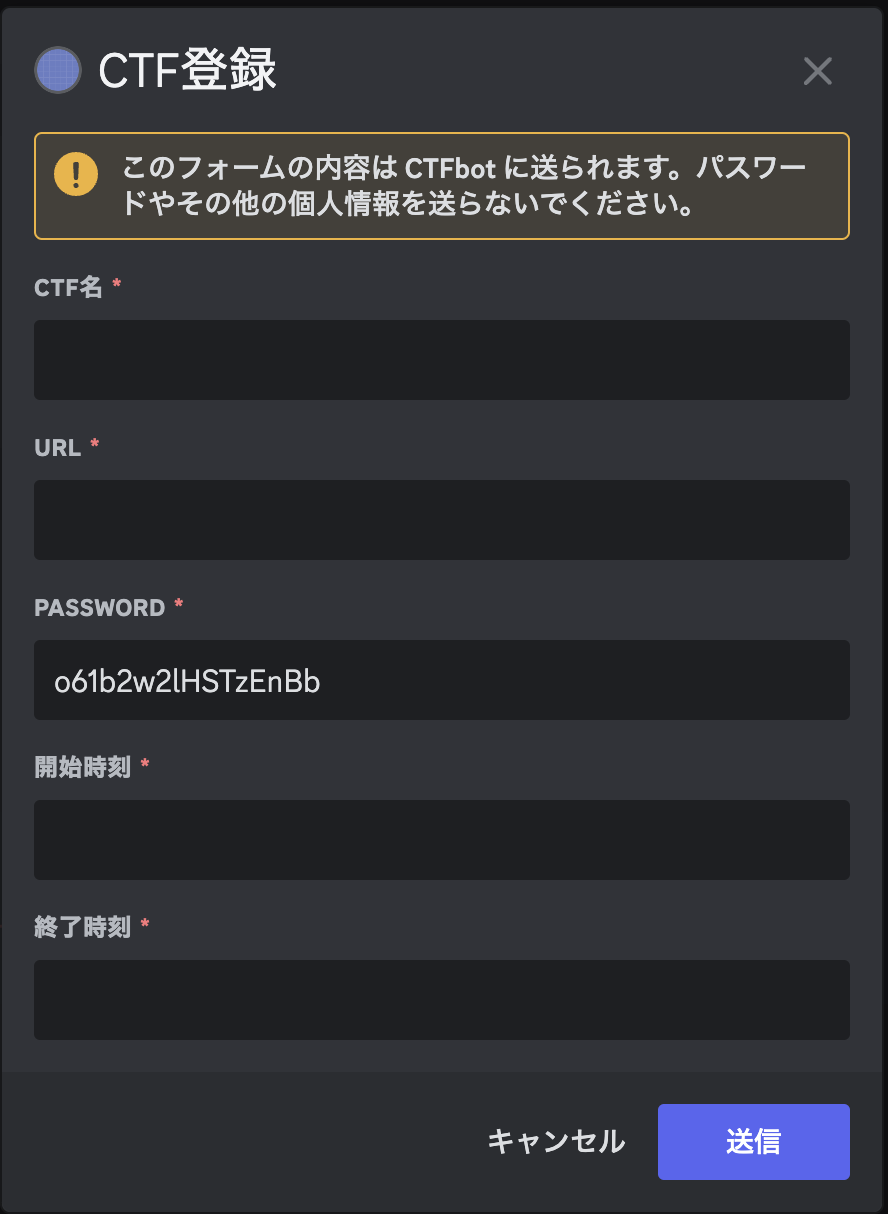 CTF登録
このフォームの内容は CTFbot に送られます。パスワー
ドやその他の個人情報を送らないでください。
CTF名 *
URL *
PASSWORD *
o61b2w2lHSTzEnBb
開始時刻 *
終了時刻 *
キャンセル 送信